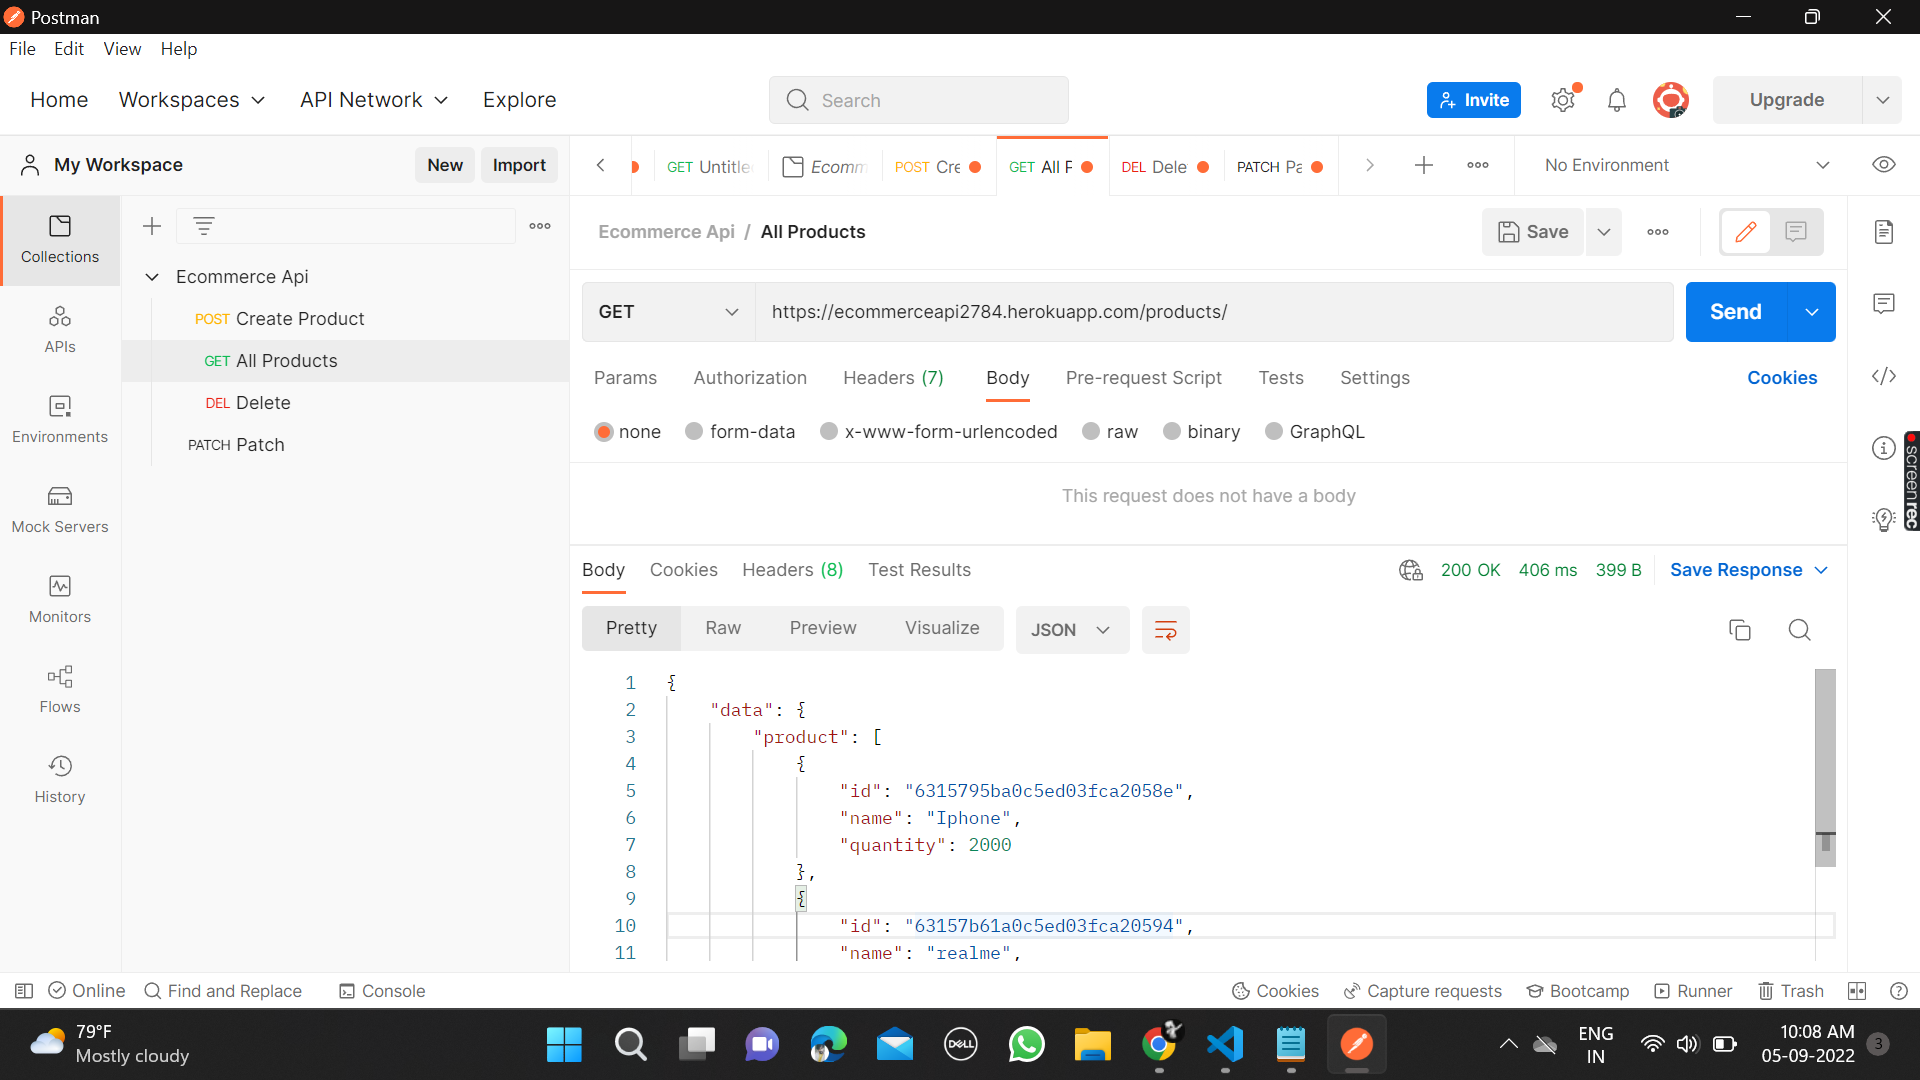 Postman
File Edit View Help
Home Workspaces API Network Explore Search Invite Upgrade
My Workspace New Import GET Untitle Ecomm POST Cre GET All F DEL Dele PATCH Pa No Environment
Collections
APIs
Environments
Mock Servers
Monitors
Flows
History
Ecommerce Api
POST Create Product
GET All Products
DEL Delete
PATCH Patch
Ecommerce Api / All Products Save
GET https://ecommerceapi2784.herokuapp.com/products/ Send
Params Authorization Headers (7) Body Pre-request Script Tests Settings Cookies
none form-data x-www-form-urlencoded raw binary GraphQL
This request does not have a body
Body Cookies Headers (8) Test Results 200 OK 406 ms 399 B Save Response
Pretty Raw Preview Visualize JSON
1 {
2 "data": {
3 "product": [
4 {
5 "id": "6315795ba0c5ed03fca2058e",
6 "name": "Iphone",
7 "quantity": 2000
8 },
9 {
10 "id": "63157b61a0c5ed03fca20594",
11 "name": "realme",
screenrec
Online Find and Replace Console Cookies Capture requests Bootcamp Runner Trash
79°F
Mostly cloudy
DELL
ENG
IN
10:08 AM
05-09-2022
3